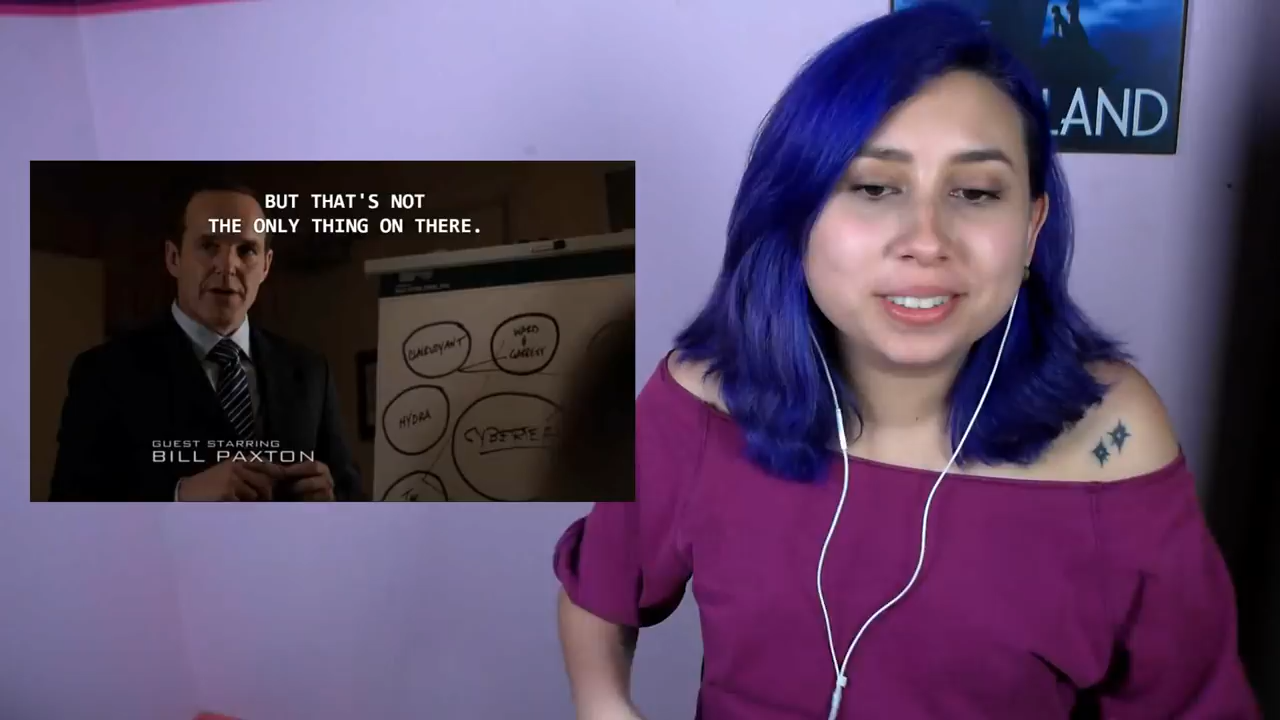 BUT THAT'S NOT
THE ONLY THING ON THERE.
CLAIRVOYANT
WARD
&
GARRETT
HYDRA
GUEST STARRING
BILL PAXTON
LAND